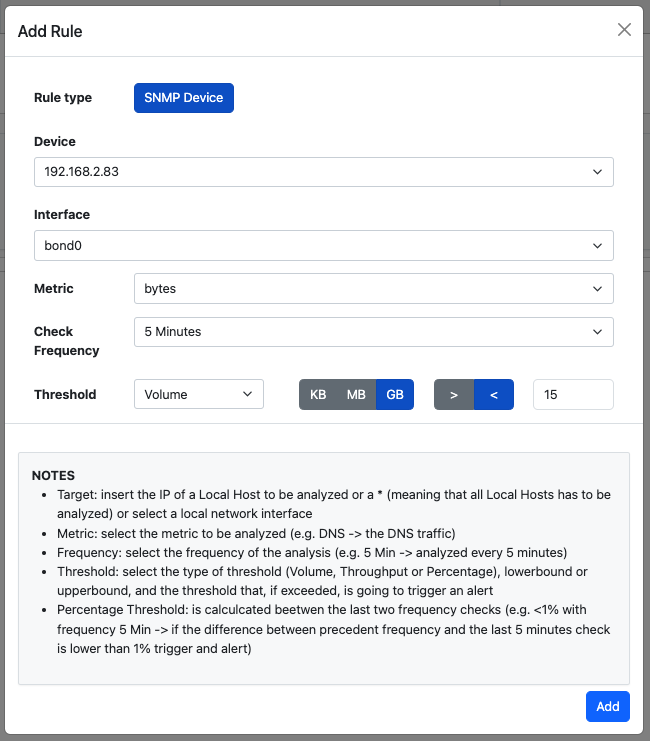 Add Rule
Rule type
SNMP Device
Device
192.168.2.83
Interface
bond0
Metric
bytes
Check
Frequency
5 Minutes
Threshold
Volume
KB MB GB
> <
15
NOTES
• Target: insert the IP of a Local Host to be analyzed or a * (meaning that all Local Hosts has to be
analyzed) or select a local network interface
• Metric: select the metric to be analyzed (e.g. DNS -> the DNS traffic)
• Frequency: select the frequency of the analysis (e.g. 5 Min -> analyzed every 5 minutes)
• Threshold: select the type of threshold (Volume, Throughput or Percentage), lowerbound or
upperbound, and the threshold that, if exceeded, is going to trigger an alert
• Percentage Threshold: is calculcated beetwen the last two frequency checks (e.g. <1% with
frequency 5 Min -> if the difference between precedent frequency and the last 5 minutes check
is lower than 1% trigger and alert)
Add